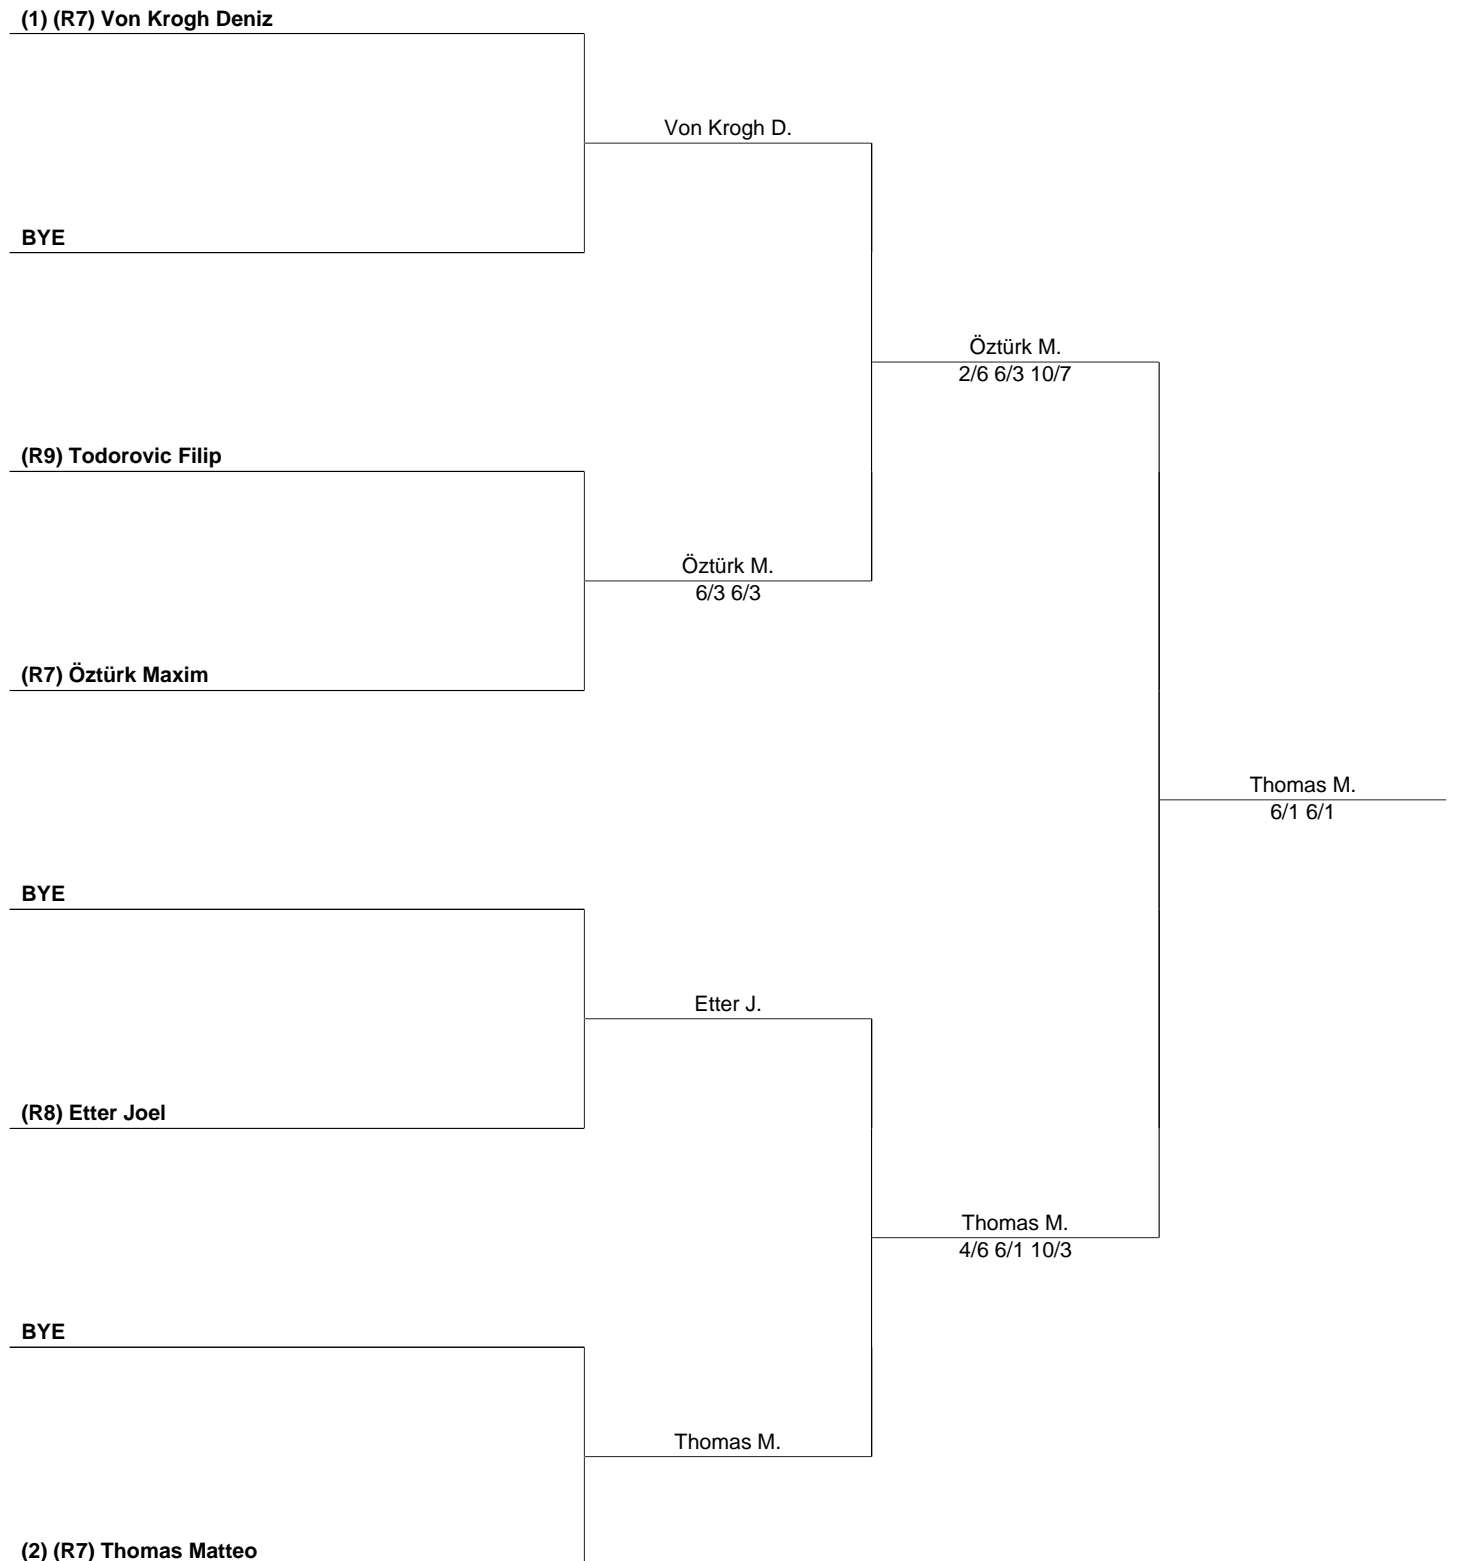 (1) (R7) Von Krogh Deniz
Von Krogh D.
BYE
Öztürk M.
2/6 6/3 10/7
(R9) Todorovic Filip
Öztürk M.
6/3 6/3
(R7) Öztürk Maxim
Thomas M.
6/1 6/1
BYE
Etter J.
(R8) Etter Joel
Thomas M.
4/6 6/1 10/3
BYE
Thomas M.
(2) (R7) Thomas Matteo